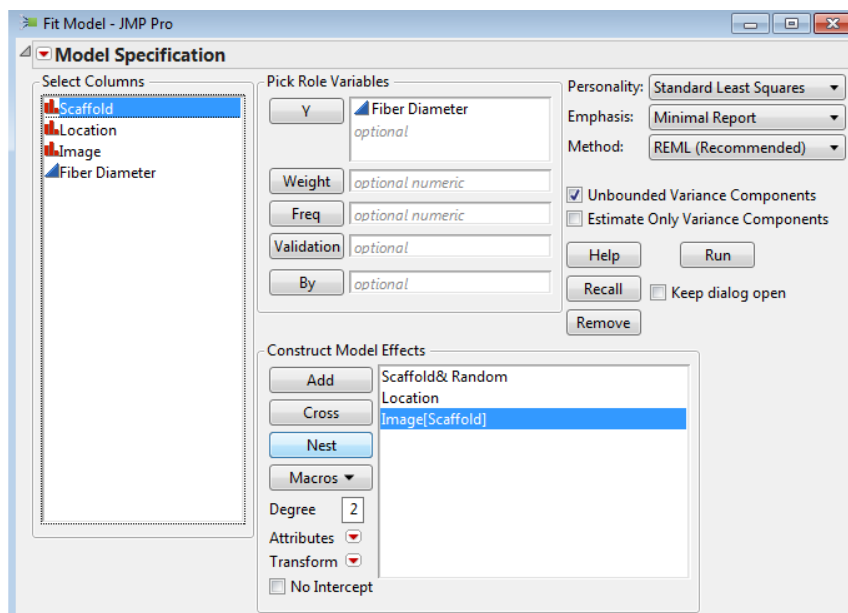 Fit Model - JMP Pro
Model Specification
Select Columns
Scaffold
Location
Image
Fiber Diameter
Pick Role Variables
Y
Fiber Diameter
optional
Weight
optional numeric
Freq
optional numeric
Validation
optional
By
optional
Personality:
Standard Least Squares
Emphasis:
Minimal Report
Method:
REML (Recommended)
Unbounded Variance Components
Estimate Only Variance Components
Help
Run
Recall
Keep dialog open
Remove
Construct Model Effects
Add
Cross
Nest
Macros
Degree
2
Attributes
Transform
No Intercept
Scaffold& Random
Location
Image[Scaffold]